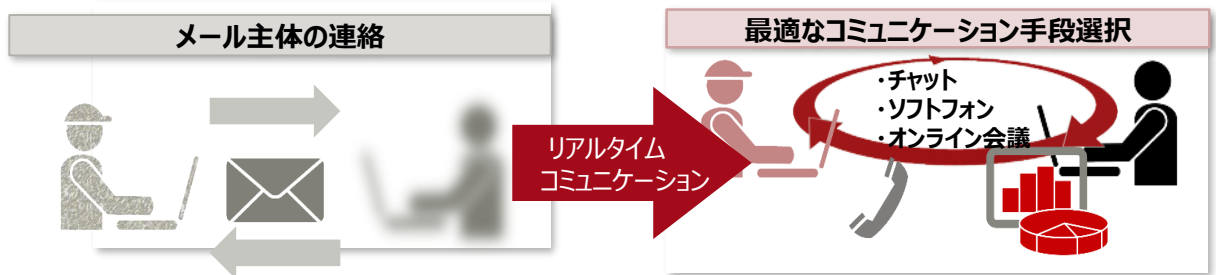 メール主体の連絡
最適なコミュニケーション手段選択
・チャット
・ソフトフォン
・オンライン会議
リアルタイム
コミュニケーション